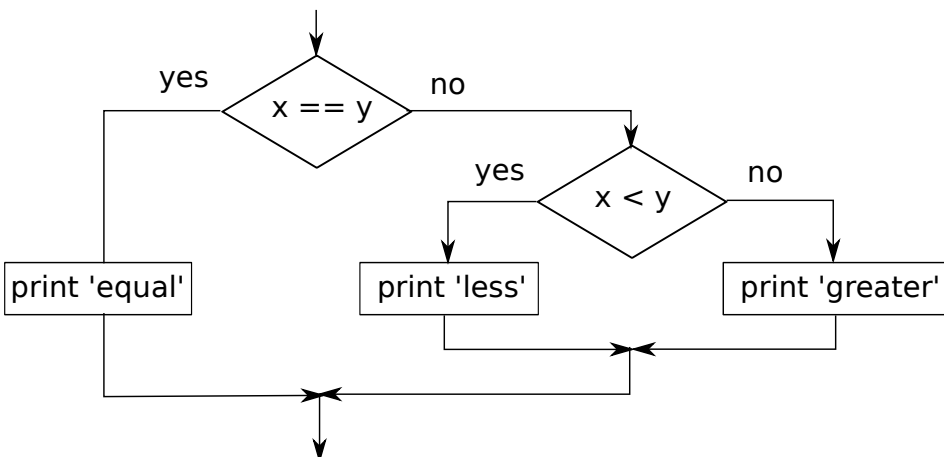 yes
no
x == y
yes
no
x < y
print 'equal'
print 'less'
print 'greater'